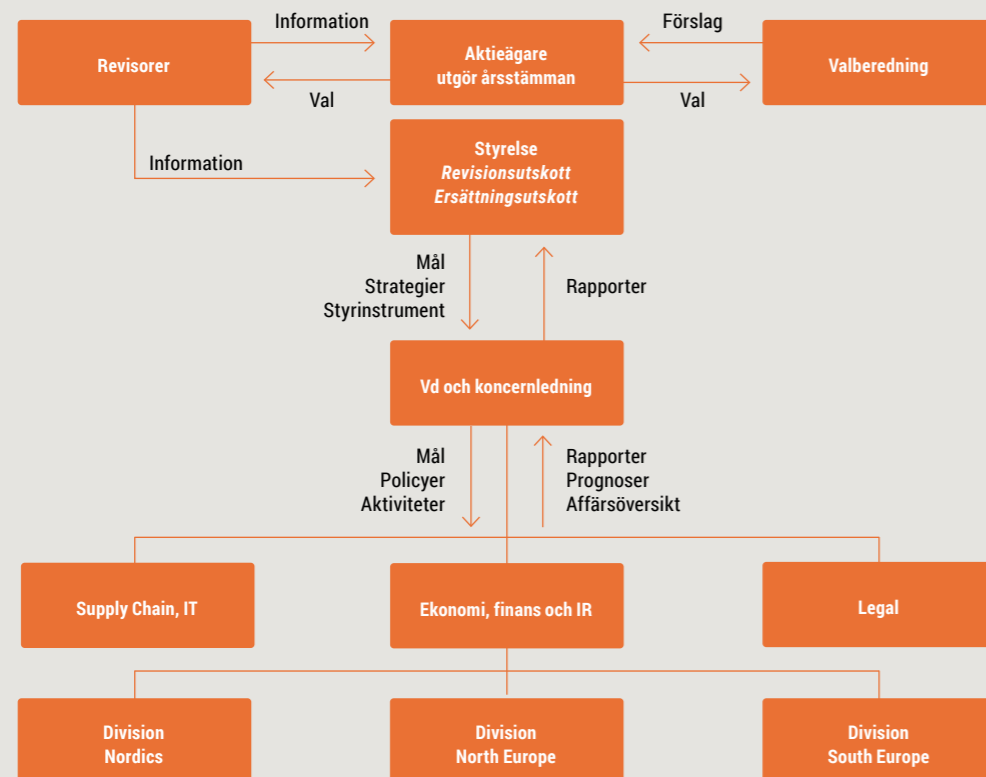 Information
Förslag
Revisorer
Aktieägare
utgör årsstämman
Valberedning
Val
Val
Information
Styrelse
Revisionsutskott
Ersättningsutskott
Mål
Strategier
Styrinstrument
Rapporter
Vd och koncernledning
Mål
Policyer
Aktiviteter
Rapporter
Prognoser
Affärsöversikt
Supply Chain, IT
Ekonomi, finans och IR
Legal
Division
Nordics
Division
North Europe
Division
South Europe